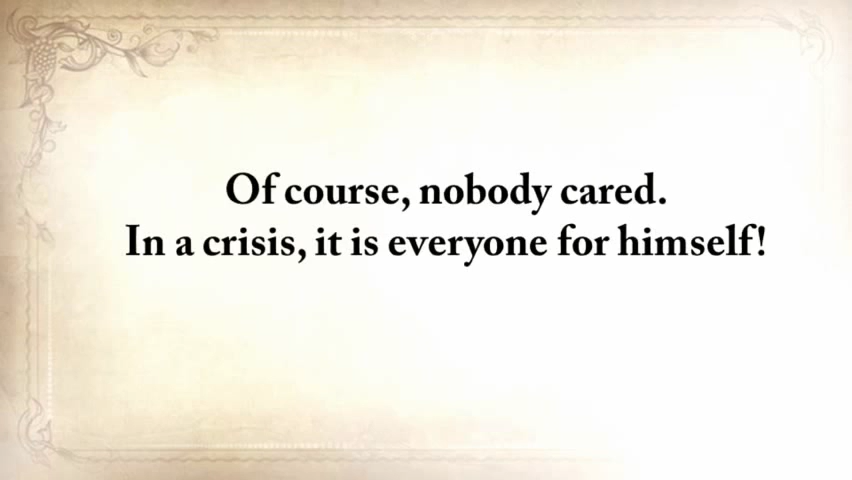 Of course, nobody cared.
In a crisis, it is everyone for himself!